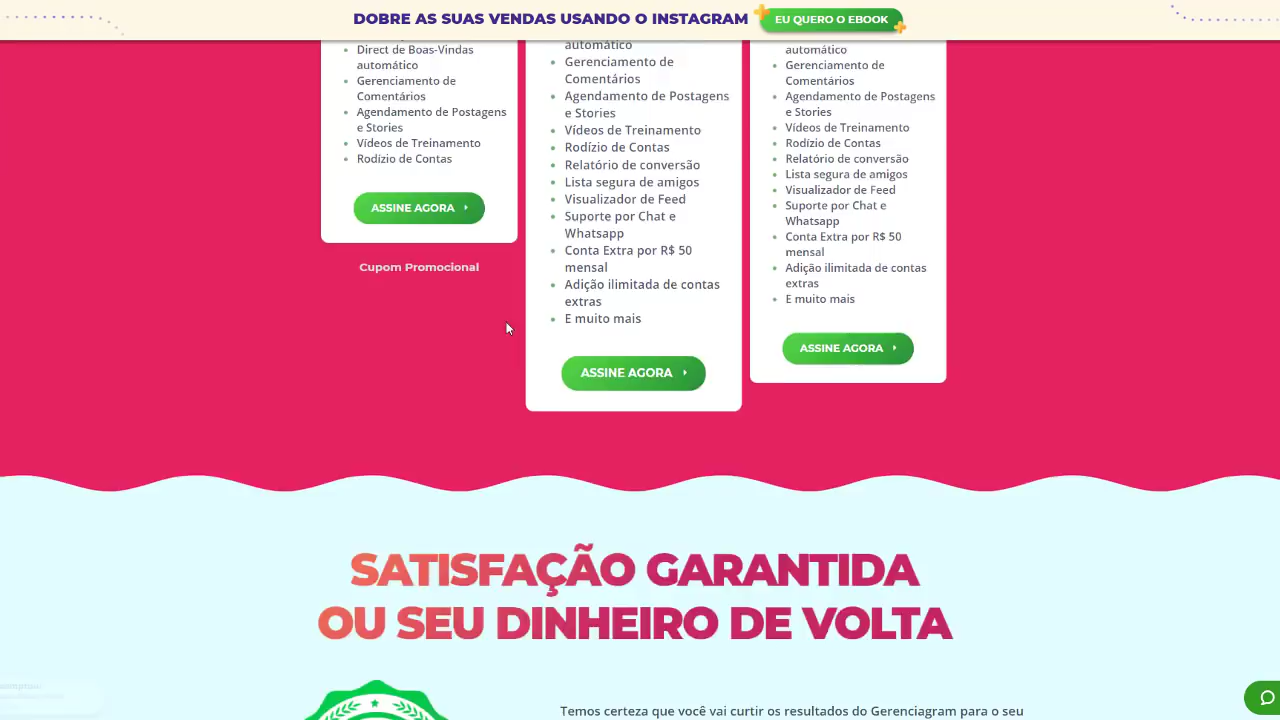 DOBRE AS SUAS VENDAS USANDO O INSTAGRAM
EU QUERO O EBOOK
Direct de Boas-Vindas
automático
Gerenciamento de
Comentários
Agendamento de Postagens
e Stories
Vídeos de Treinamento
Rodízio de Contas
ASSINE AGORA
Cupom Promocional
automático
Gerenciamento de
Comentários
Agendamento de Postagens
e Stories
Vídeos de Treinamento
Rodízio de Contas
Relatório de conversão
Lista segura de amigos
Visualizador de Feed
Suporte por Chat e
Whatsapp
Conta Extra por R$ 50
mensal
Adição ilimitada de contas
extras
E muito mais
ASSINE AGORA
automático
Gerenciamento de
Comentários
Agendamento de Postagens
e Stories
Vídeos de Treinamento
Rodízio de Contas
Relatório de conversão
Lista segura de amigos
Visualizador de Feed
Suporte por Chat e
Whatsapp
Conta Extra por R$ 50
mensal
Adição ilimitada de contas
extras
E muito mais
ASSINE AGORA
SATISFAÇÃO GARANTIDA
OU SEU DINHEIRO DE VOLTA
Temos certeza que você vai curtir os resultados do Gerenciagram para o seu